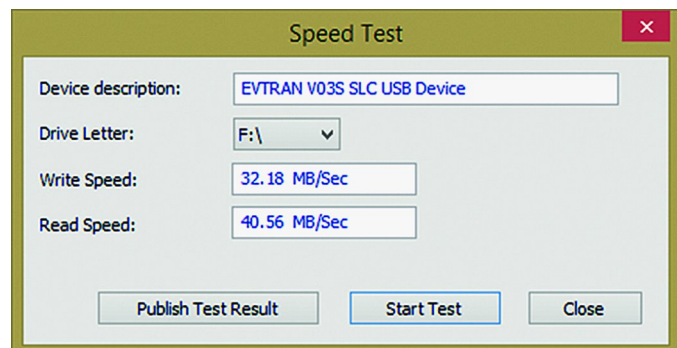 Speed Test
Device description: EVTRAN V03S SLC USB Device
Drive Letter: F:\
Write Speed: 32.18 MB/Sec
Read Speed: 40.56 MB/Sec
Publish Test Result Start Test Close